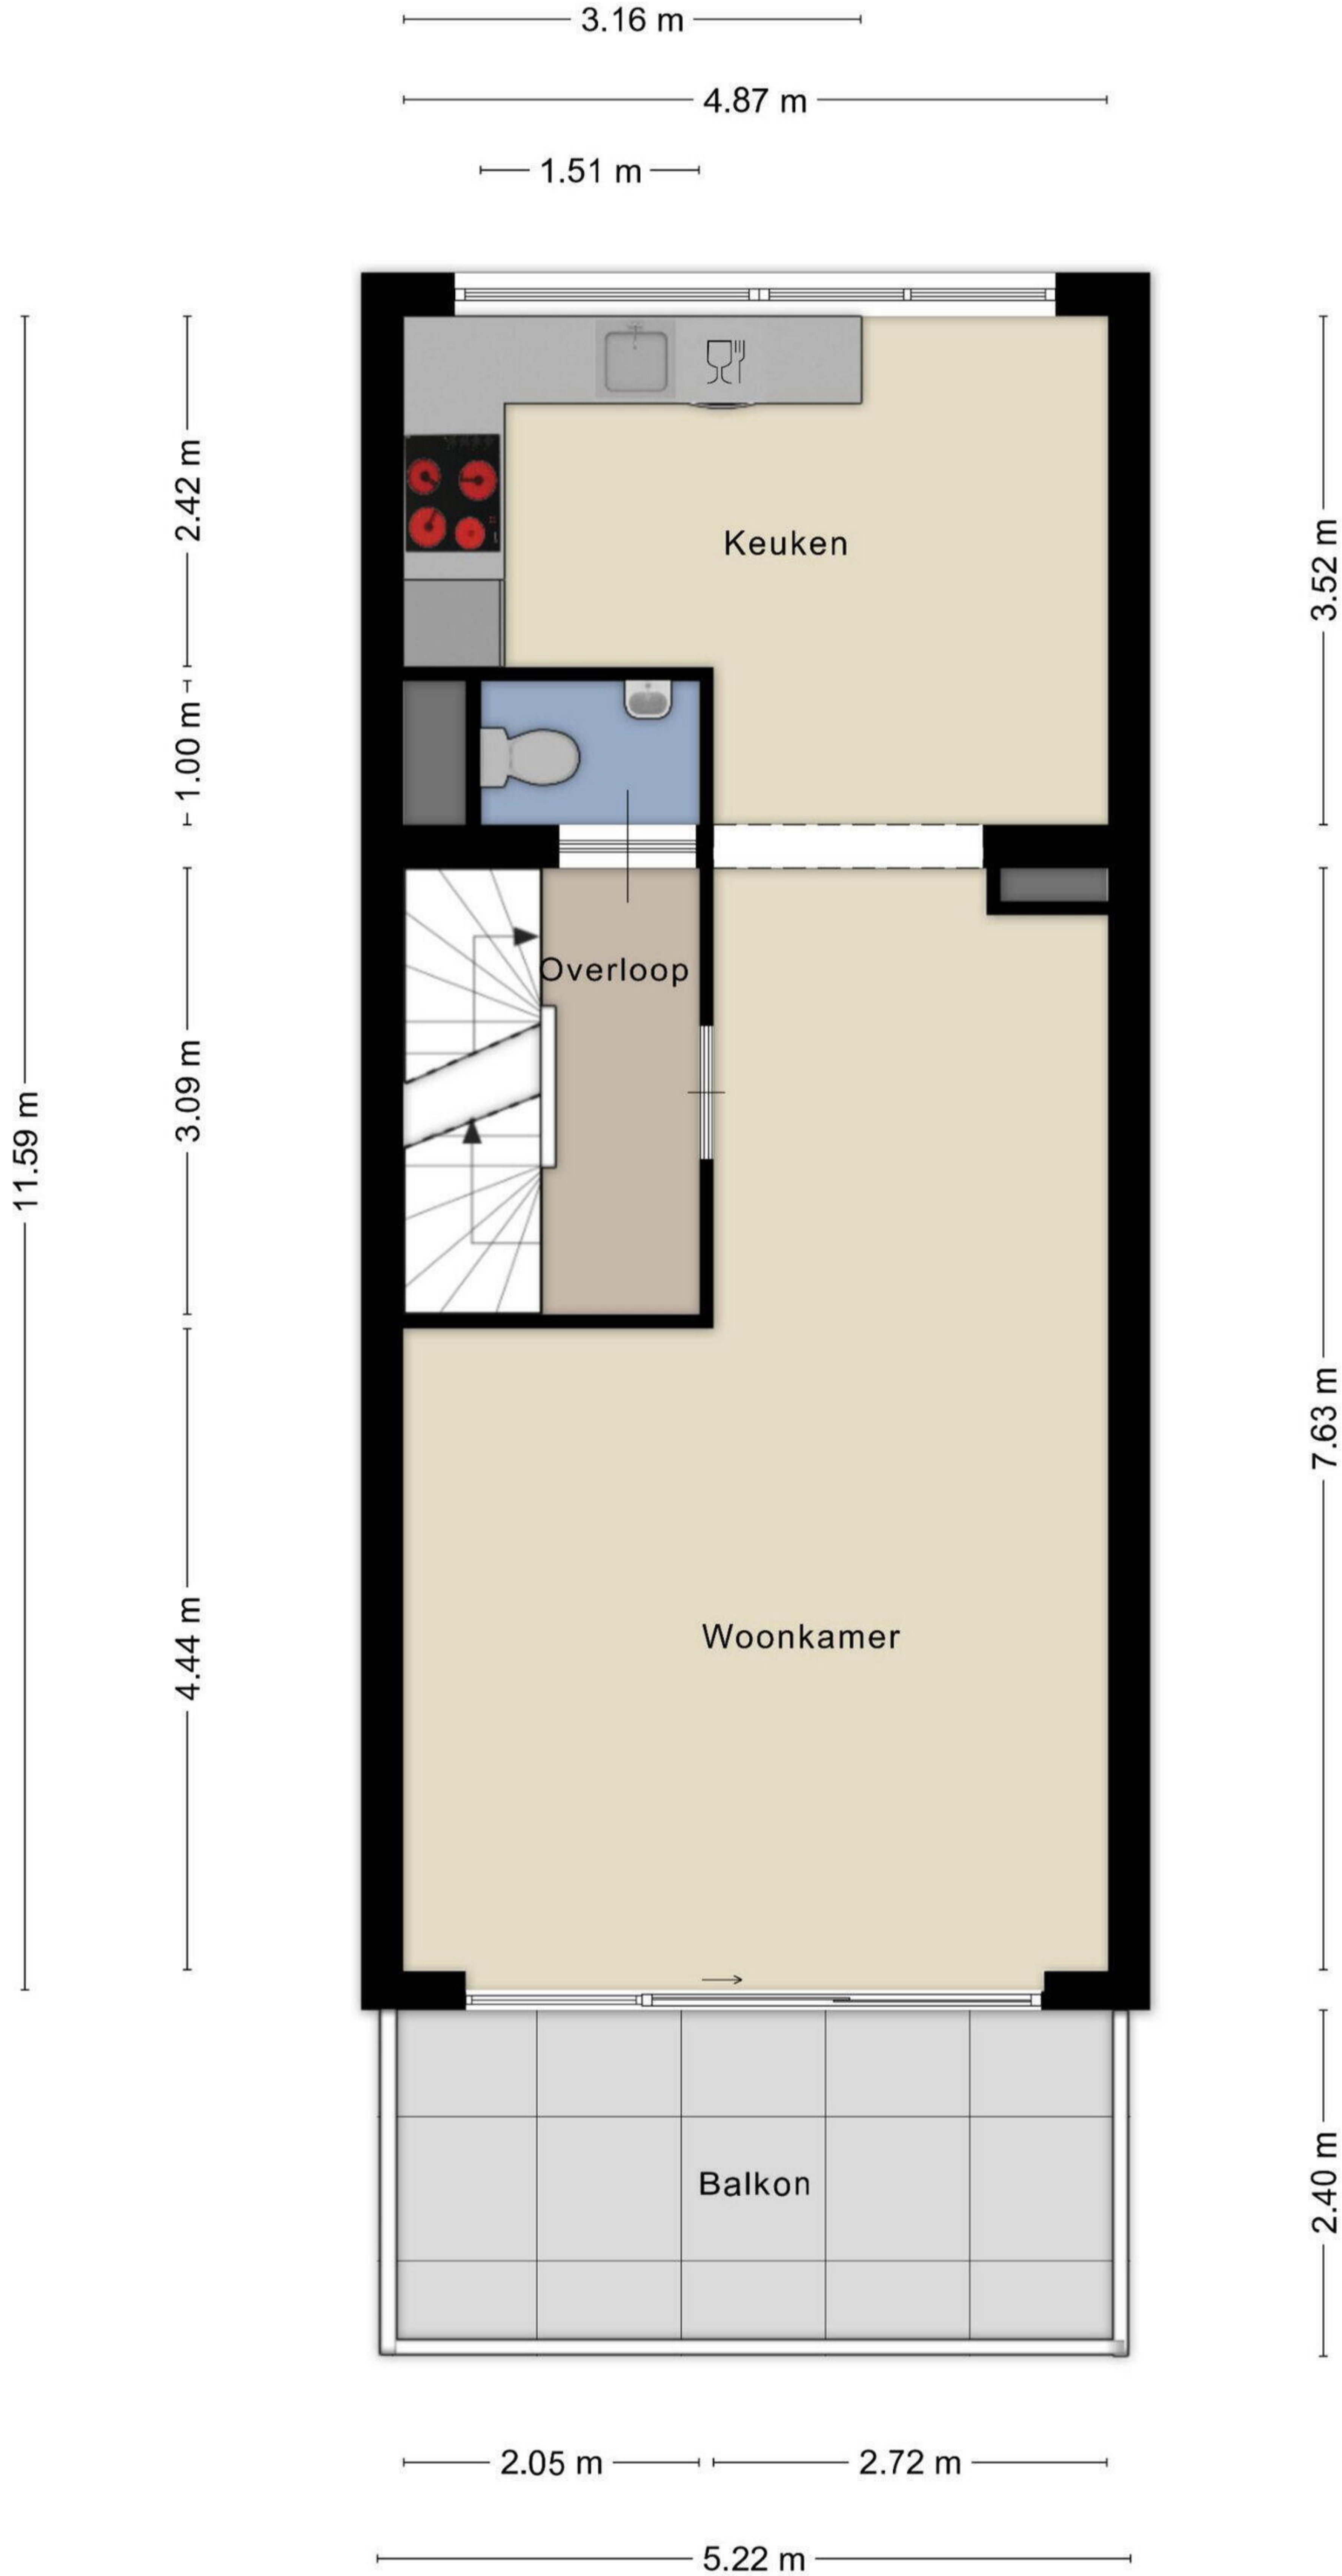 3.16 m
4.87 m
1.51 m
2.42 m
3.52 m
Keuken
1.00 m
Overloop
3.09 m
11.59 m
7.63 m
4.44 m
Woonkamer
Balkon
2.40 m
2.05 m
2.72 m
5.22 m